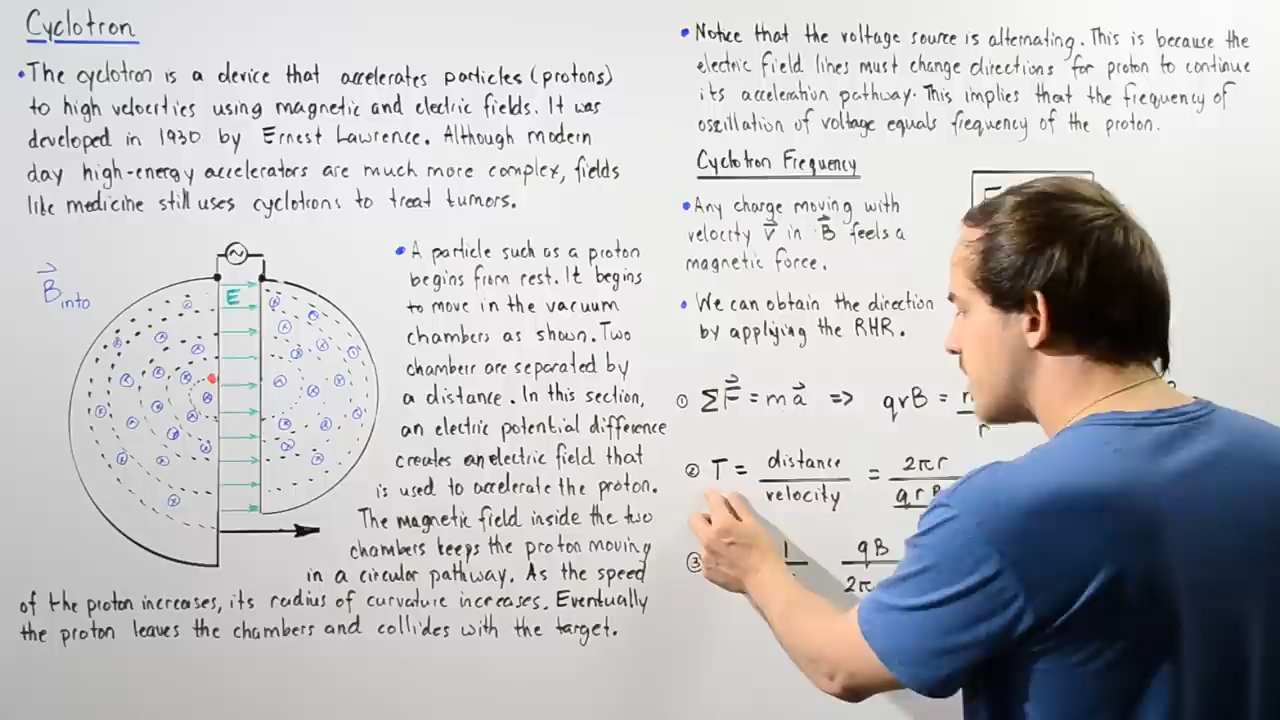 Cyclotron
• The cyclotron is a device that accelerates particles (protons)
to high velocities using magnetic and electric fields. It was
developed in 1930 by Ernest Lawrence. Although modern
day high-energy accelerators are much more complex, fields
like medicine still uses cyclotrons to treat tumors.
B into
E
• A particle such as a proton
begins from rest. It begins
to move in the vacuum
chambers as shown. Two
chambers are separated by
a distance. In this section,
an electric potential difference
creates an electric field that
is used to accelerate the proton.
The magnetic field inside the two
chambers keeps the proton moving
in a circular pathway. As the speed
of the proton increases, its radius of curvature increases. Eventually
the proton leaves the chambers and collides with the target.
• Notice that the voltage source is alternating. This is because the
electric field lines must change directions for proton to continue
its acceleration pathway. This implies that the frequency of
oscillation of voltage equals frequency of the proton.
Cyclotron Frequency
• Any charge moving with
velocity v⃗ in B⃗ feels a
magnetic force.
• We can obtain the direction
by applying the RHR.
① ΣF⃗ = ma⃗ => qvB =
② T = distance/velocity = 2πr/
③ qB